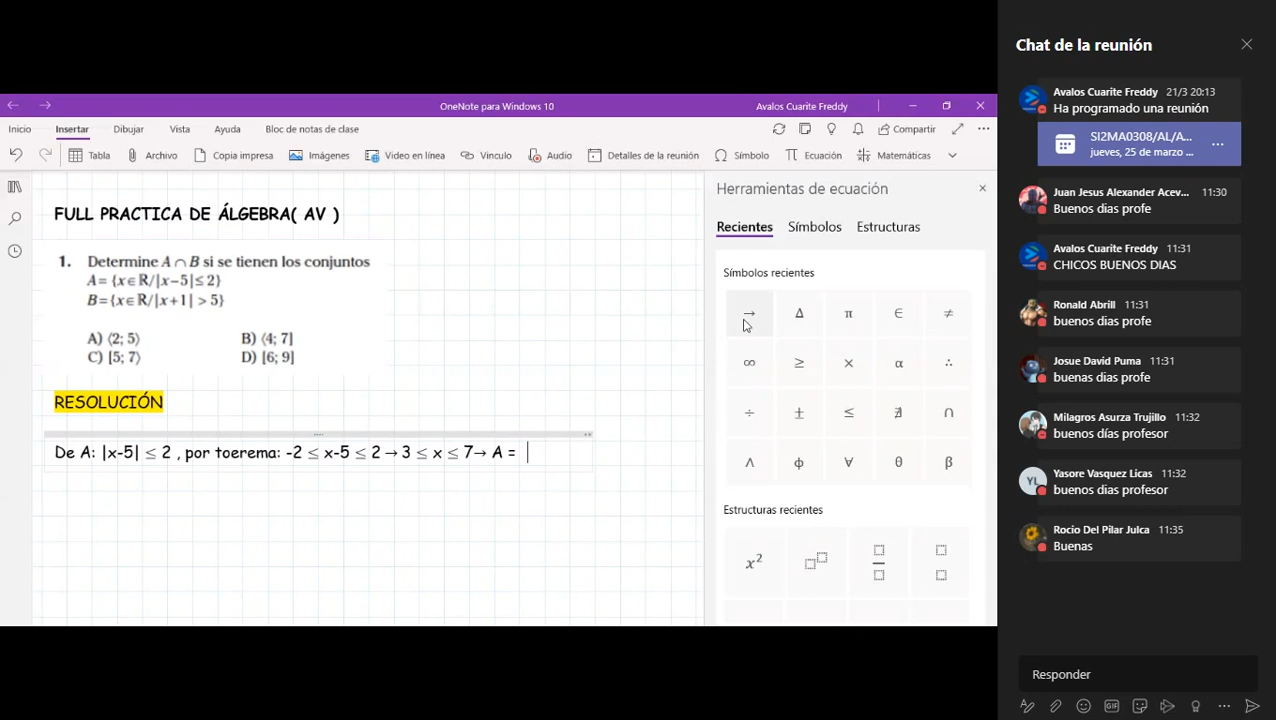 OneNote para Windows 10
Avalos Cuarite Freddy
Inicio Insertar Dibujar Vista Ayuda Bloc de notas de clase Compartir
Tabla Archivo Copia impresa Imágenes Video en línea Vínculo Audio Detalles de la reunión Símbolo Ecuación Matemáticas
FULL PRACTICA DE ÁLGEBRA( AV )
1. Determine A ∩ B si se tienen los conjuntos
A= {x∈ℝ/|x−5|≤ 2}
B={x∈ℝ/|x+1| > 5}
A) ⟨2; 5⟩ B) ⟨4; 7]
C) [5; 7⟩ D) [6; 9]
RESOLUCIÓN
De A: |x-5| ≤ 2 , por toerema: -2 ≤ x-5 ≤ 2 → 3 ≤ x ≤ 7→ A =
Herramientas de ecuación
Recientes Símbolos Estructuras
Símbolos recientes
→ Δ π ∈ ≠
∞ ≥ × α ∴
÷ ± ≤ ∄ ∩
∧ ϕ ∀ θ β
Estructuras recientes
x²
Chat de la reunión
Avalos Cuarite Freddy 21/3 20:13
Ha programado una reunión
SI2MA0308/AL/A...
jueves, 25 de marzo ...
Juan Jesus Alexander Acev... 11:30
Buenos dias profe
Avalos Cuarite Freddy 11:31
CHICOS BUENOS DIAS
Ronald Abrill 11:31
buenos dias profe
Josue David Puma 11:31
buenas dias profe
Milagros Asurza Trujillo 11:32
buenos días profesor
YL
Yasore Vasquez Licas 11:32
buenos dias profesor
Rocio Del Pilar Julca 11:35
Buenas
Responder
GIF